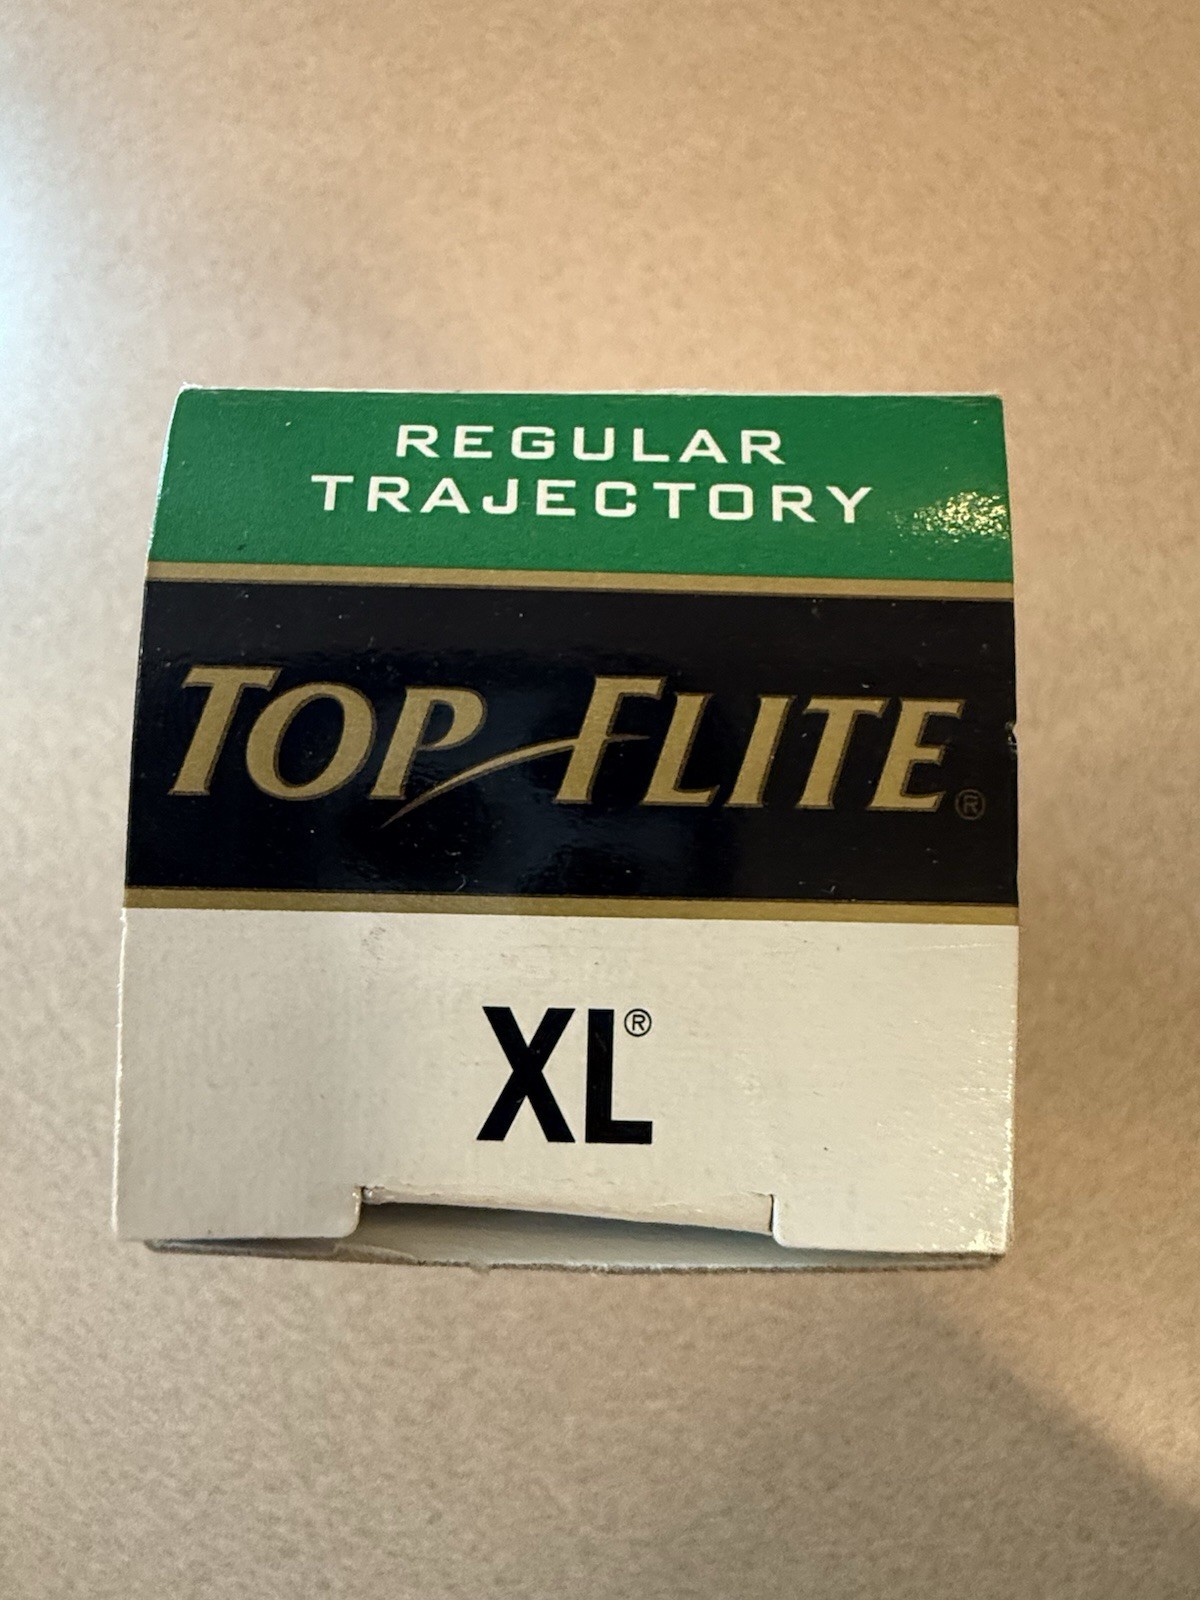 REGULAR
TRAJECTORY
TOP FLITE®
XL®